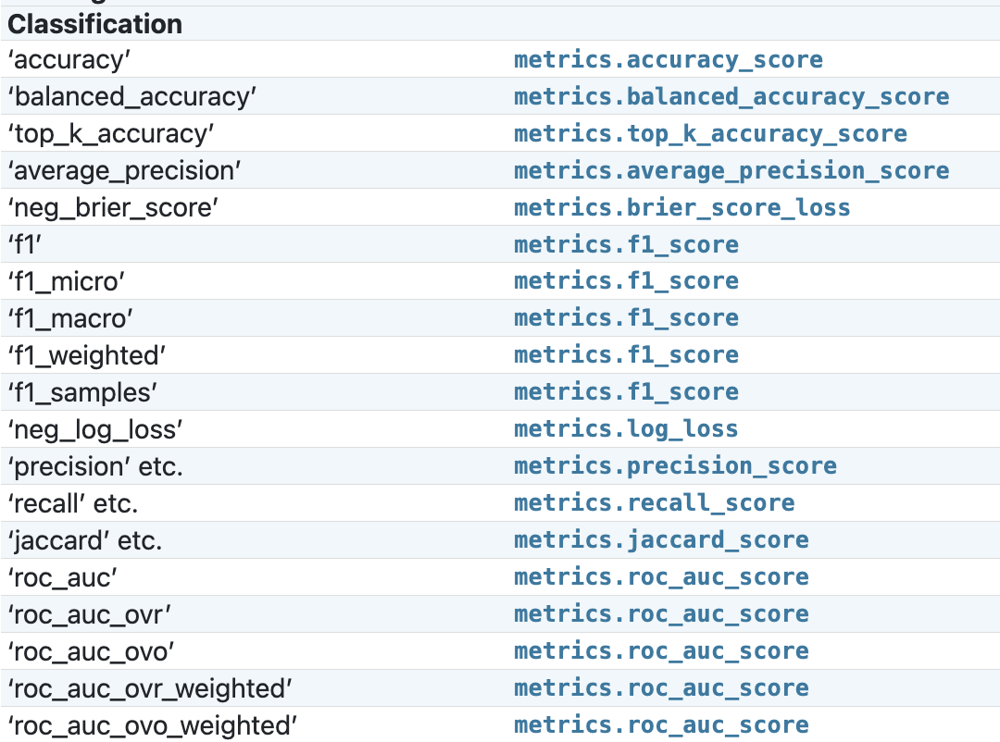 Classification
‘accuracy’ metrics.accuracy_score
‘balanced_accuracy’ metrics.balanced_accuracy_score
‘top_k_accuracy’ metrics.top_k_accuracy_score
‘average_precision’ metrics.average_precision_score
‘neg_brier_score’ metrics.brier_score_loss
‘f1’ metrics.f1_score
‘f1_micro’ metrics.f1_score
‘f1_macro’ metrics.f1_score
‘f1_weighted’ metrics.f1_score
‘f1_samples’ metrics.f1_score
‘neg_log_loss’ metrics.log_loss
‘precision’ etc. metrics.precision_score
‘recall’ etc. metrics.recall_score
‘jaccard’ etc. metrics.jaccard_score
‘roc_auc’ metrics.roc_auc_score
‘roc_auc_ovr’ metrics.roc_auc_score
‘roc_auc_ovo’ metrics.roc_auc_score
‘roc_auc_ovr_weighted’ metrics.roc_auc_score
‘roc_auc_ovo_weighted’ metrics.roc_auc_score